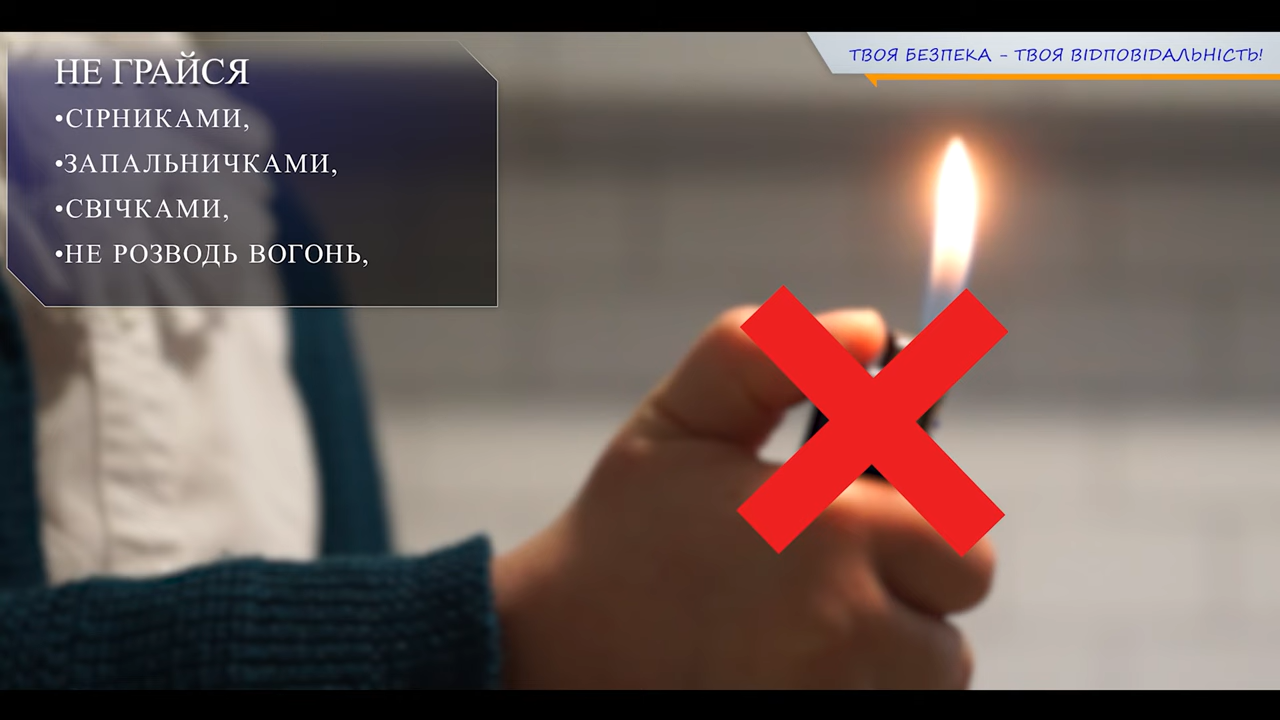 НЕ ГРАЙСЯ
•СІРНИКАМИ,
•ЗАПАЛЬНИЧКАМИ,
•СВІЧКАМИ,
•НЕ РОЗВОДЬ ВОГОНЬ,
ТВОЯ БЕЗПЕКА - ТВОЯ ВІДПОВІДАЛЬНІСТЬ!